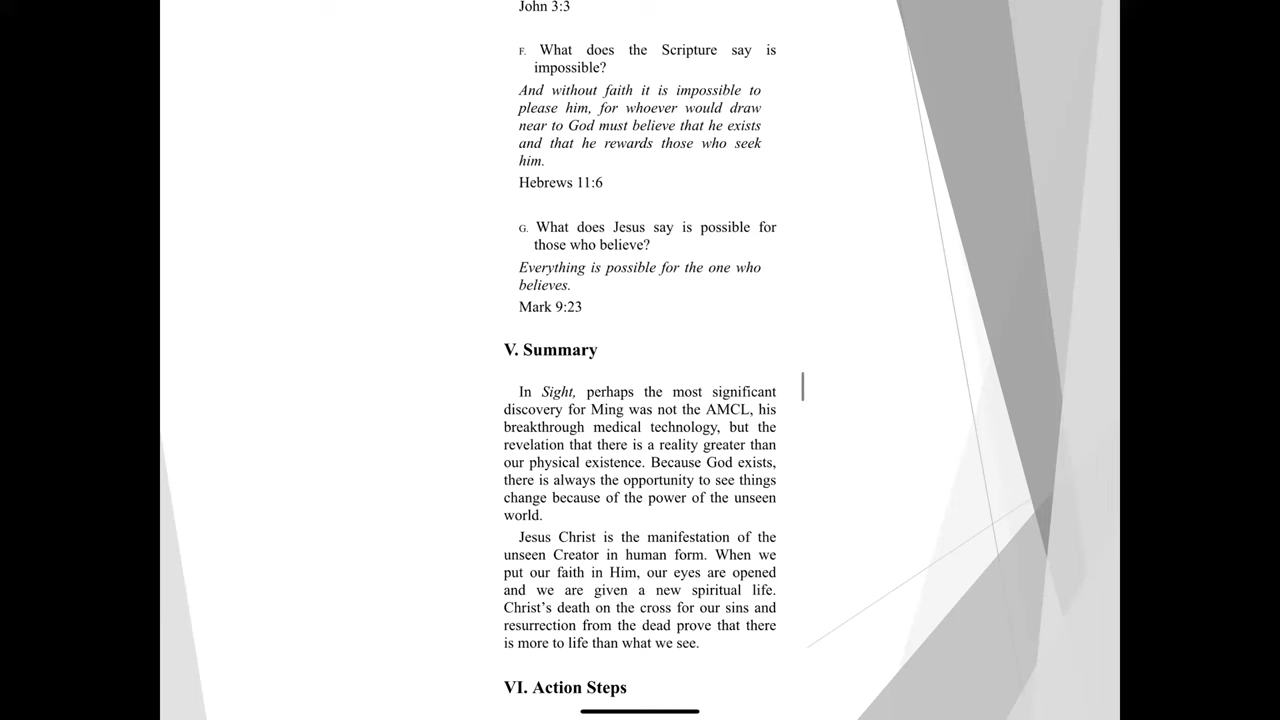 John 3:3
F. What does the Scripture say is
impossible?
And without faith it is impossible to
please him, for whoever would draw
near to God must believe that he exists
and that he rewards those who seek
him.
Hebrews 11:6
G. What does Jesus say is possible for
those who believe?
Everything is possible for the one who
believes.
Mark 9:23
V. Summary
In Sight, perhaps the most significant
discovery for Ming was not the AMCL, his
breakthrough medical technology, but the
revelation that there is a reality greater than
our physical existence. Because God exists,
there is always the opportunity to see things
change because of the power of the unseen
world.
Jesus Christ is the manifestation of the
unseen Creator in human form. When we
put our faith in Him, our eyes are opened
and we are given a new spiritual life.
Christ’s death on the cross for our sins and
resurrection from the dead prove that there
is more to life than what we see.
VI. Action Steps